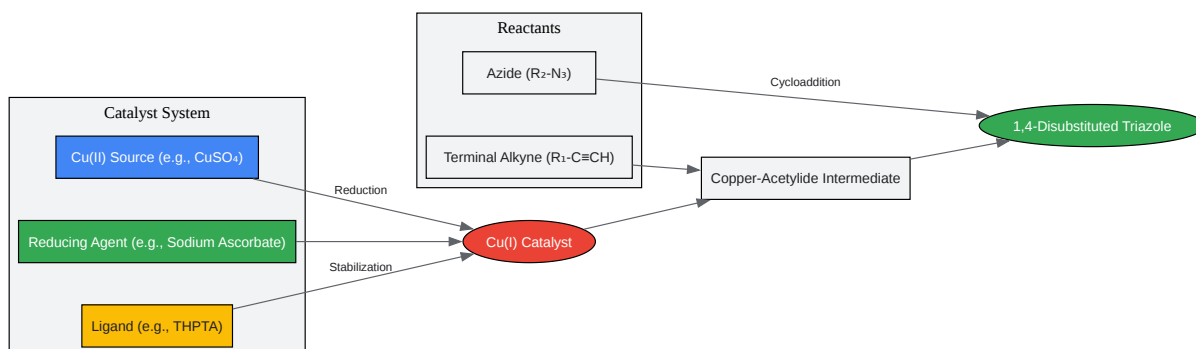 Reactants
Azide (R₂-N₃)
Cycloaddition
Catalyst System
1,4-Disubstituted Triazole
Cu(II) Source (e.g., CuSO₄)
Terminal Alkyne (R₁-C≡CH)
Copper-Acetylide Intermediate
Reduction
Reducing Agent (e.g., Sodium Ascorbate)
Cu(I) Catalyst
Stabilization
Ligand (e.g., THPTA)